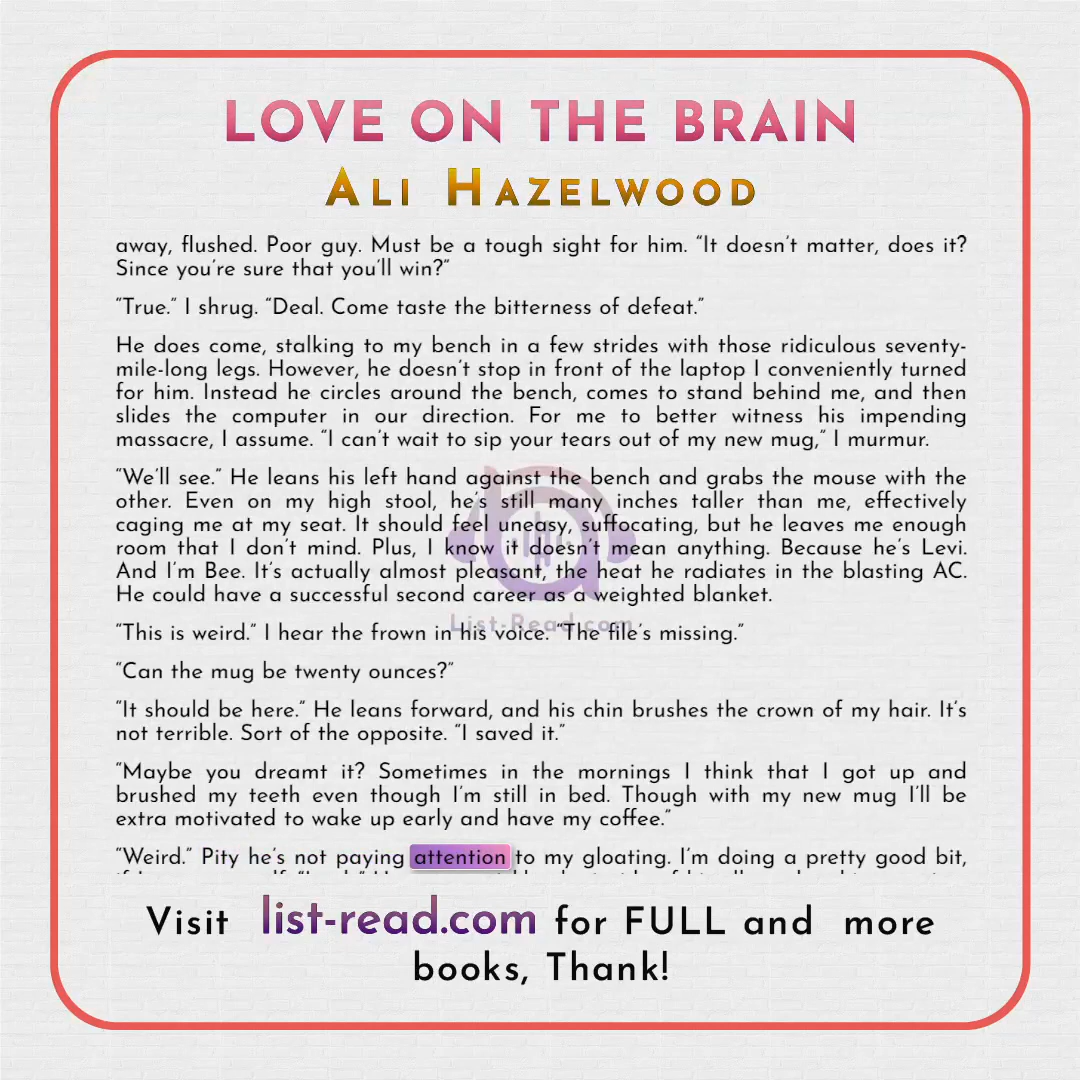 LOVE ON THE BRAIN
ALI HAZELWOOD
away, flushed. Poor guy. Must be a tough sight for him. “It doesn’t matter, does it?
Since you’re sure that you’ll win?”
“True.” I shrug. “Deal. Come taste the bitterness of defeat.”
He does come, stalking to my bench in a few strides with those ridiculous seventy-
mile-long legs. However, he doesn’t stop in front of the laptop I conveniently turned
for him. Instead he circles around the bench, comes to stand behind me, and then
slides the computer in our direction. For me to better witness his impending
massacre, I assume. “I can’t wait to sip your tears out of my new mug,” I murmur.
“We’ll see.” He leans his left hand against the bench and grabs the mouse with the
other. Even on my high stool, he’s still many inches taller than me, effectively
caging me at my seat. It should feel uneasy, suffocating, but he leaves me enough
room that I don’t mind. Plus, I know it doesn’t mean anything. Because he’s Levi.
And I’m Bee. It’s actually almost pleasant, the heat he radiates in the blasting AC.
He could have a successful second career as a weighted blanket.
List-Read.com
“This is weird.” I hear the frown in his voice. “The file’s missing.”
“Can the mug be twenty ounces?”
“It should be here.” He leans forward, and his chin brushes the crown of my hair. It’s
not terrible. Sort of the opposite. “I saved it.”
“Maybe you dreamt it? Sometimes in the mornings I think that I got up and
brushed my teeth even though I’m still in bed. Though with my new mug I’ll be
extra motivated to wake up early and have my coffee.”
“Weird.” Pity he’s not paying attention to my gloating. I’m doing a pretty good bit,
Visit list-read.com for FULL and more
books, Thank!